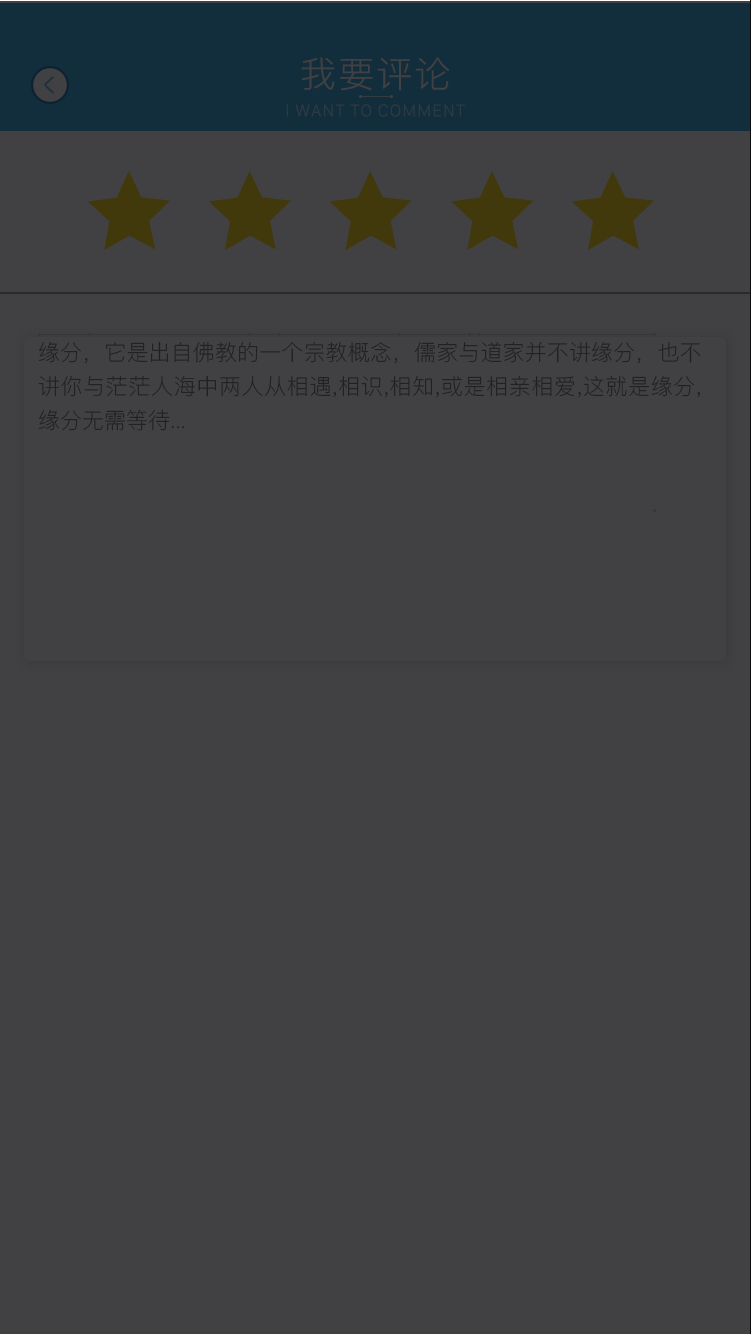 我要评论
I WANT TO COMMENT
缘分，它是出自佛教的一个宗教概念，儒家与道家并不讲缘分，也不
讲你与茫茫人海中两人从相遇,相识,相知,或是相亲相爱,这就是缘分,
缘分无需等待...